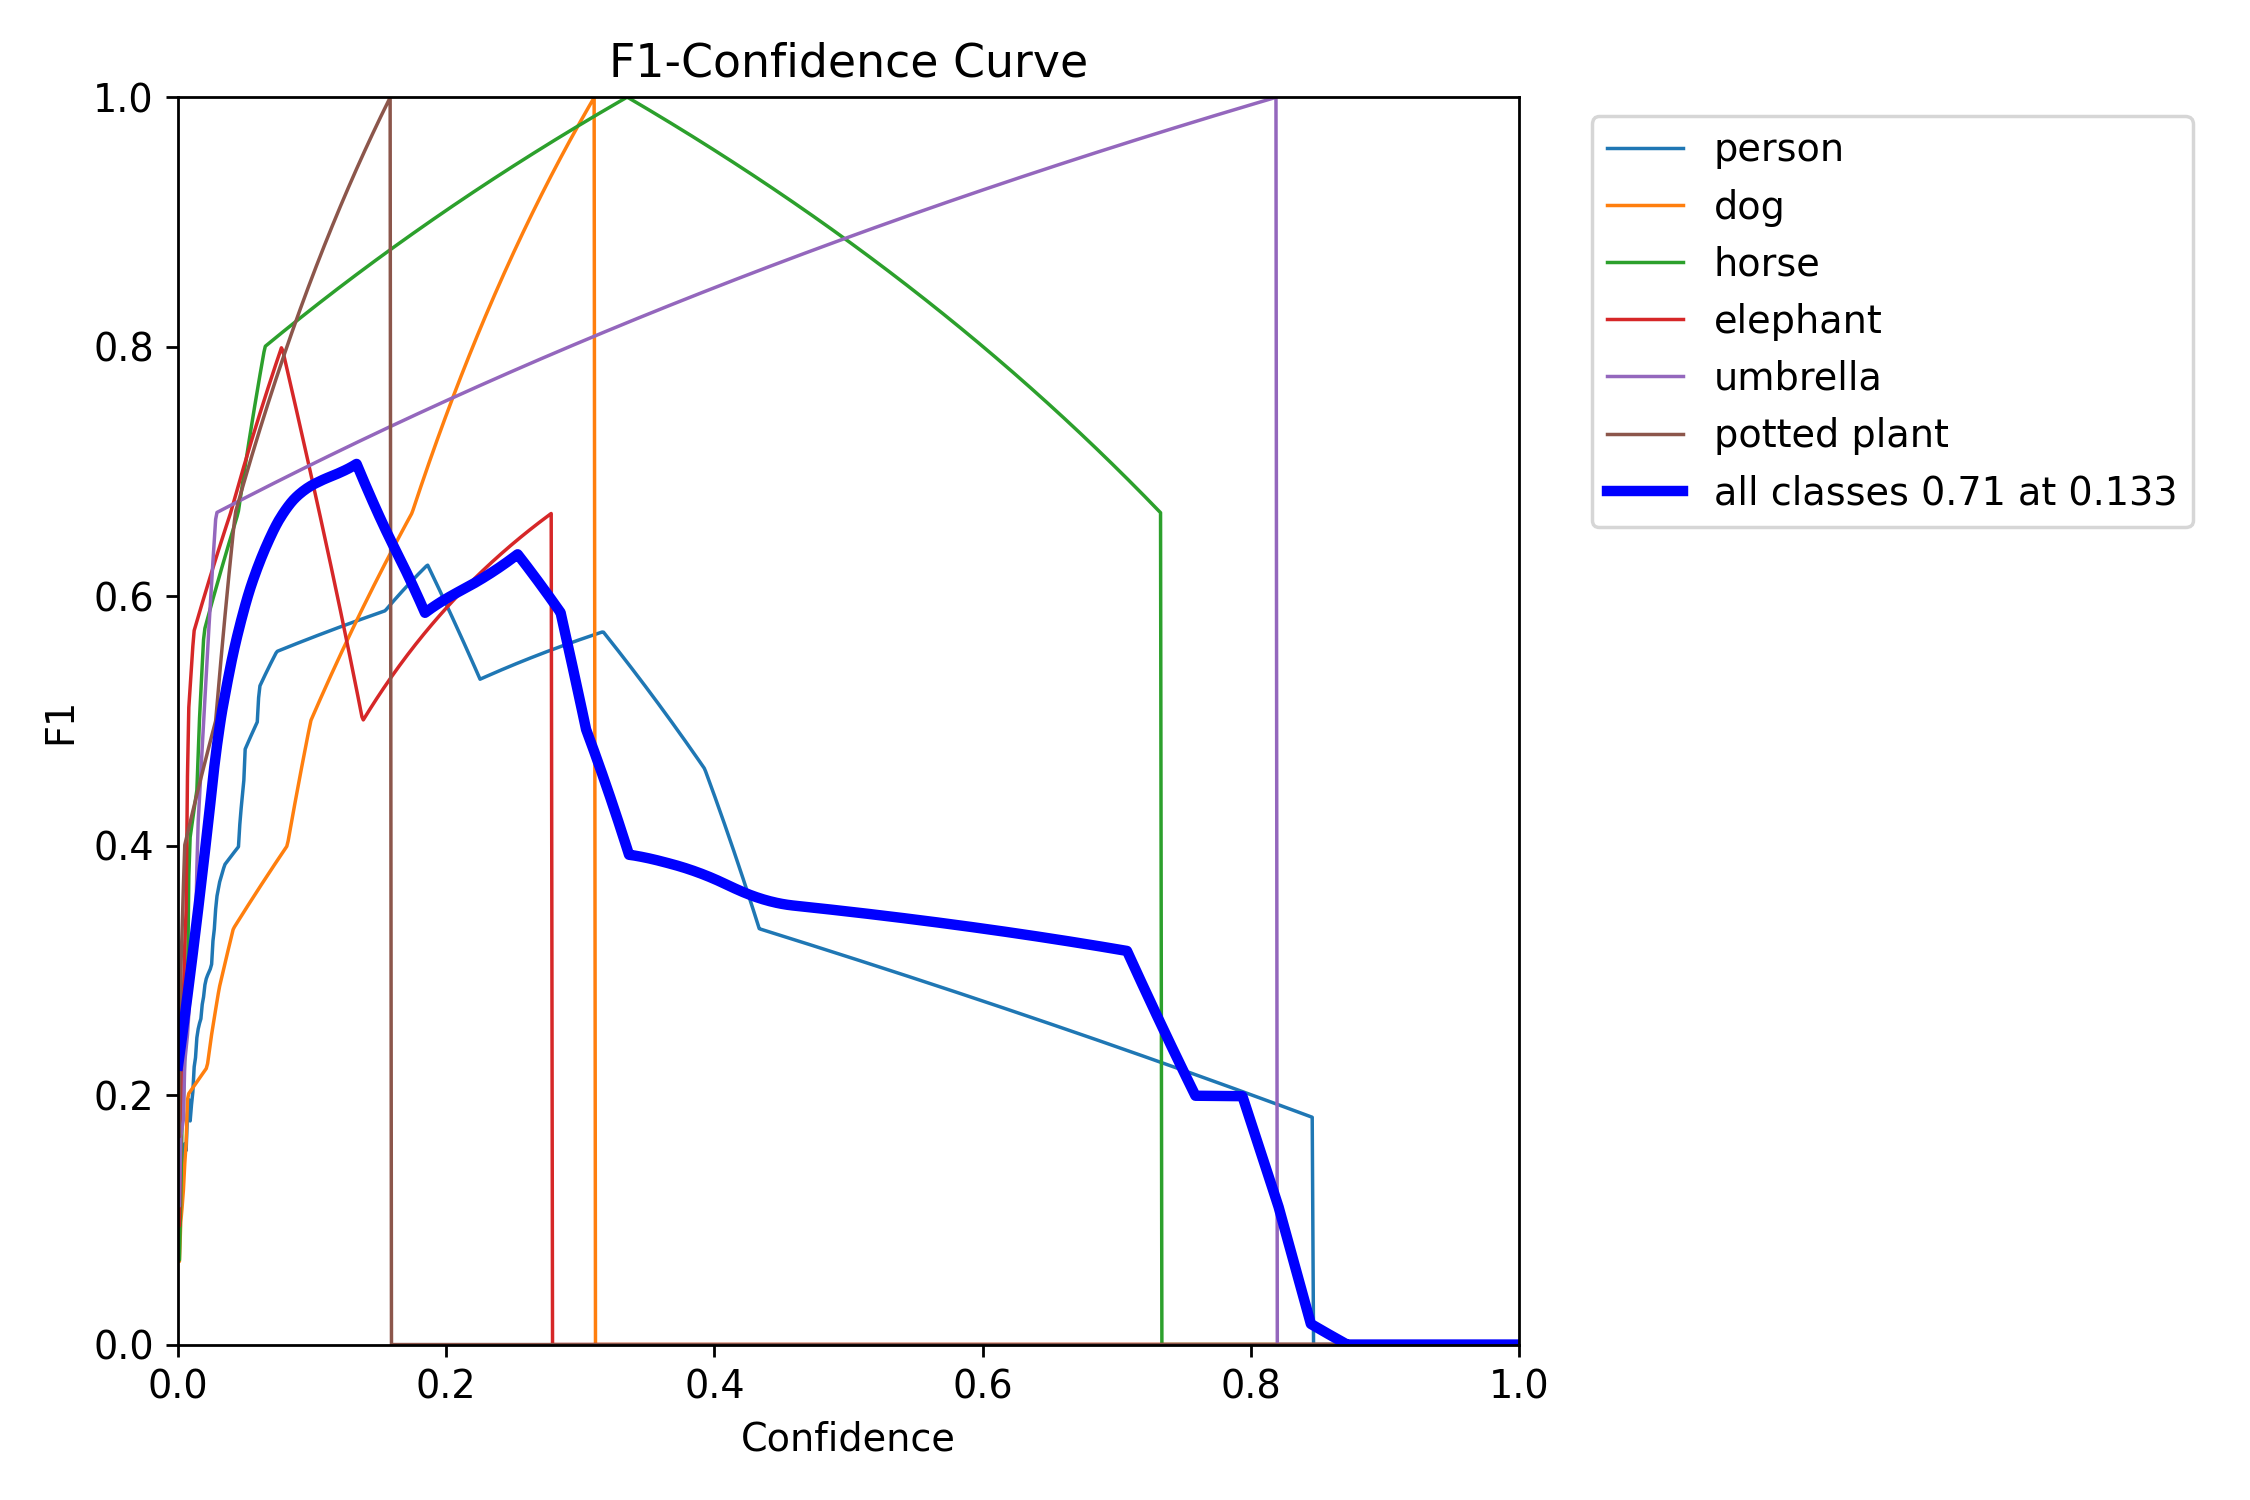 F1-Confidence Curve
1.0
0.8
0.6
0.4
0.2
0.0
F1
0.0 0.2 0.4 0.6 0.8 1.0
Confidence
person
dog
horse
elephant
umbrella
potted plant
all classes 0.71 at 0.133